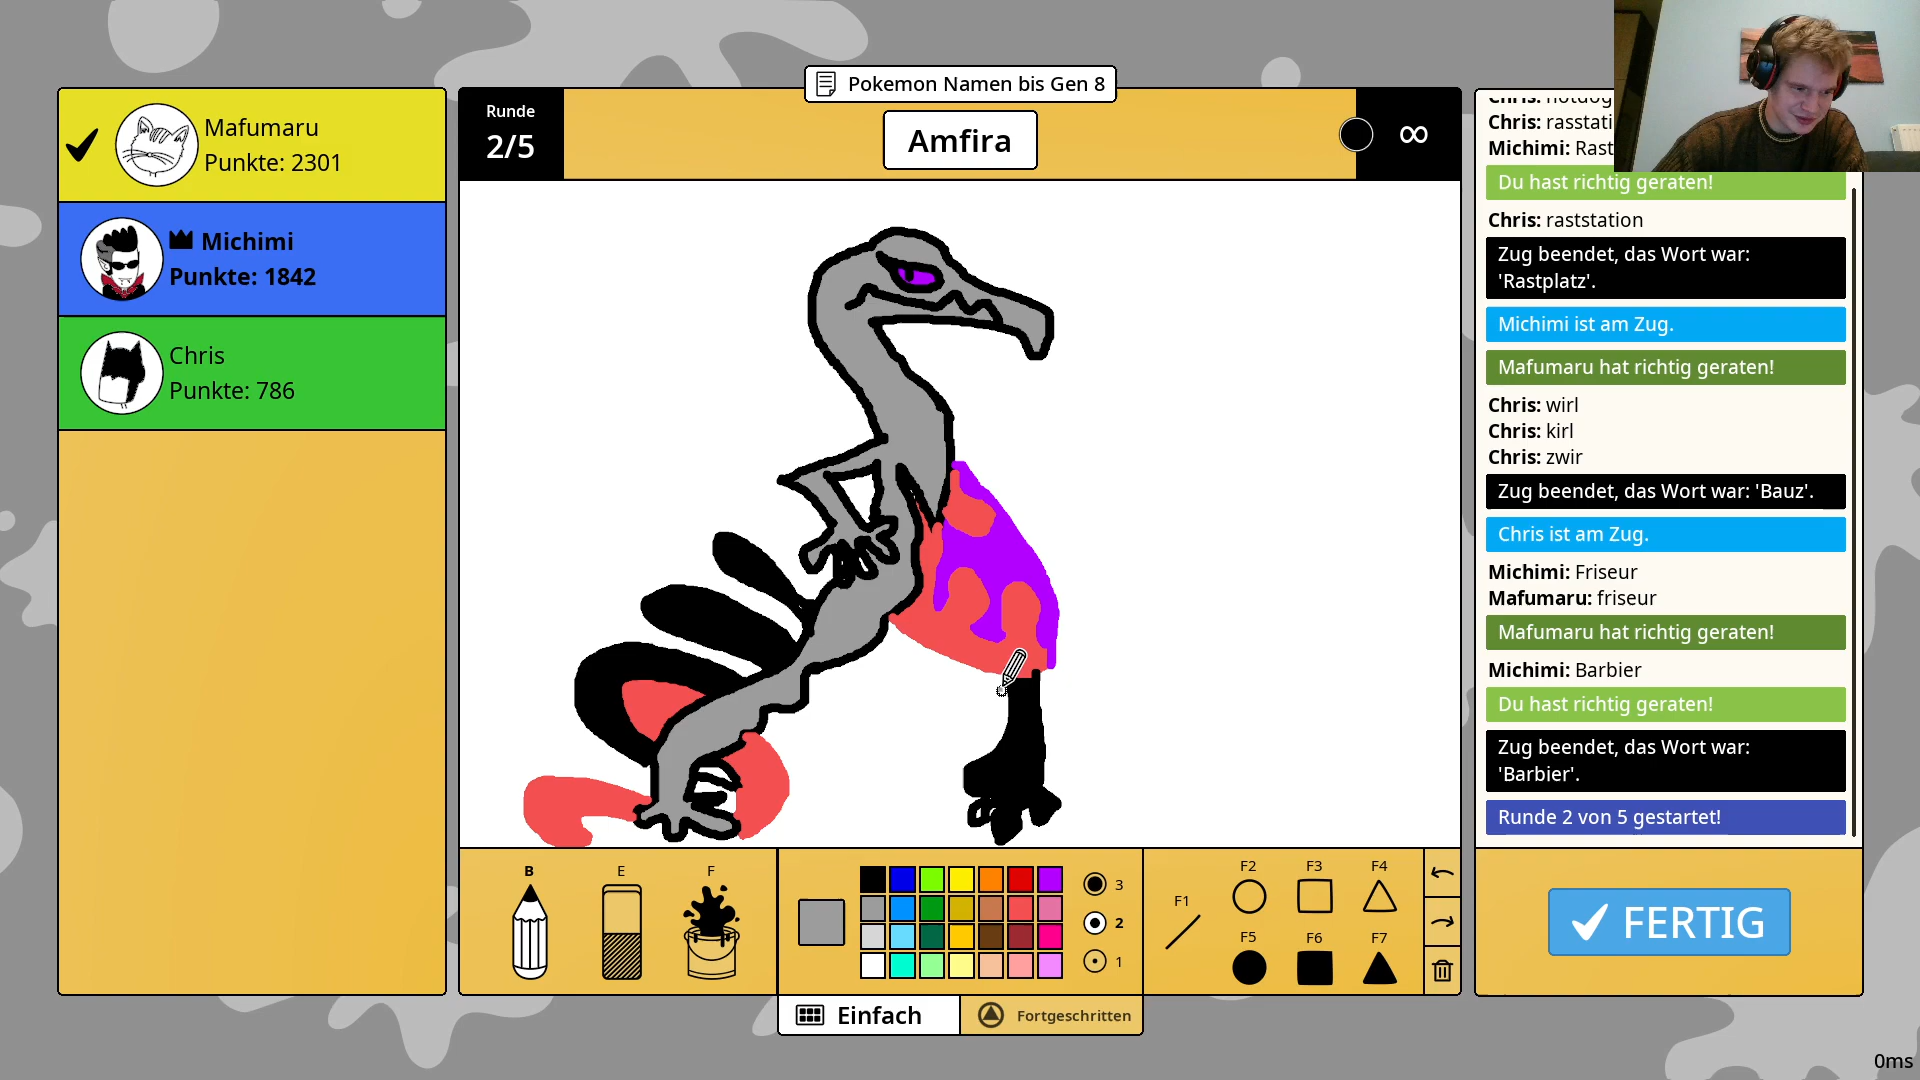 Pokemon Namen bis Gen 8
Runde
2/5
Amfira
∞
Mafumaru
Punkte: 2301
Michimi
Punkte: 1842
Chris
Punkte: 786
Chris: hotdog
Chris: rasstati
Michimi: Rast
Du hast richtig geraten!
Chris: raststation
Zug beendet, das Wort war:
'Rastplatz'.
Michimi ist am Zug.
Mafumaru hat richtig geraten!
Chris: wirl
Chris: kirl
Chris: zwir
Zug beendet, das Wort war: 'Bauz'.
Chris ist am Zug.
Michimi: Friseur
Mafumaru: friseur
Mafumaru hat richtig geraten!
Michimi: Barbier
Du hast richtig geraten!
Zug beendet, das Wort war:
'Barbier'.
Runde 2 von 5 gestartet!
B
E
F
3
2
1
F1
F2
F3
F4
F5
F6
F7
FERTIG
Einfach
Fortgeschritten
0ms